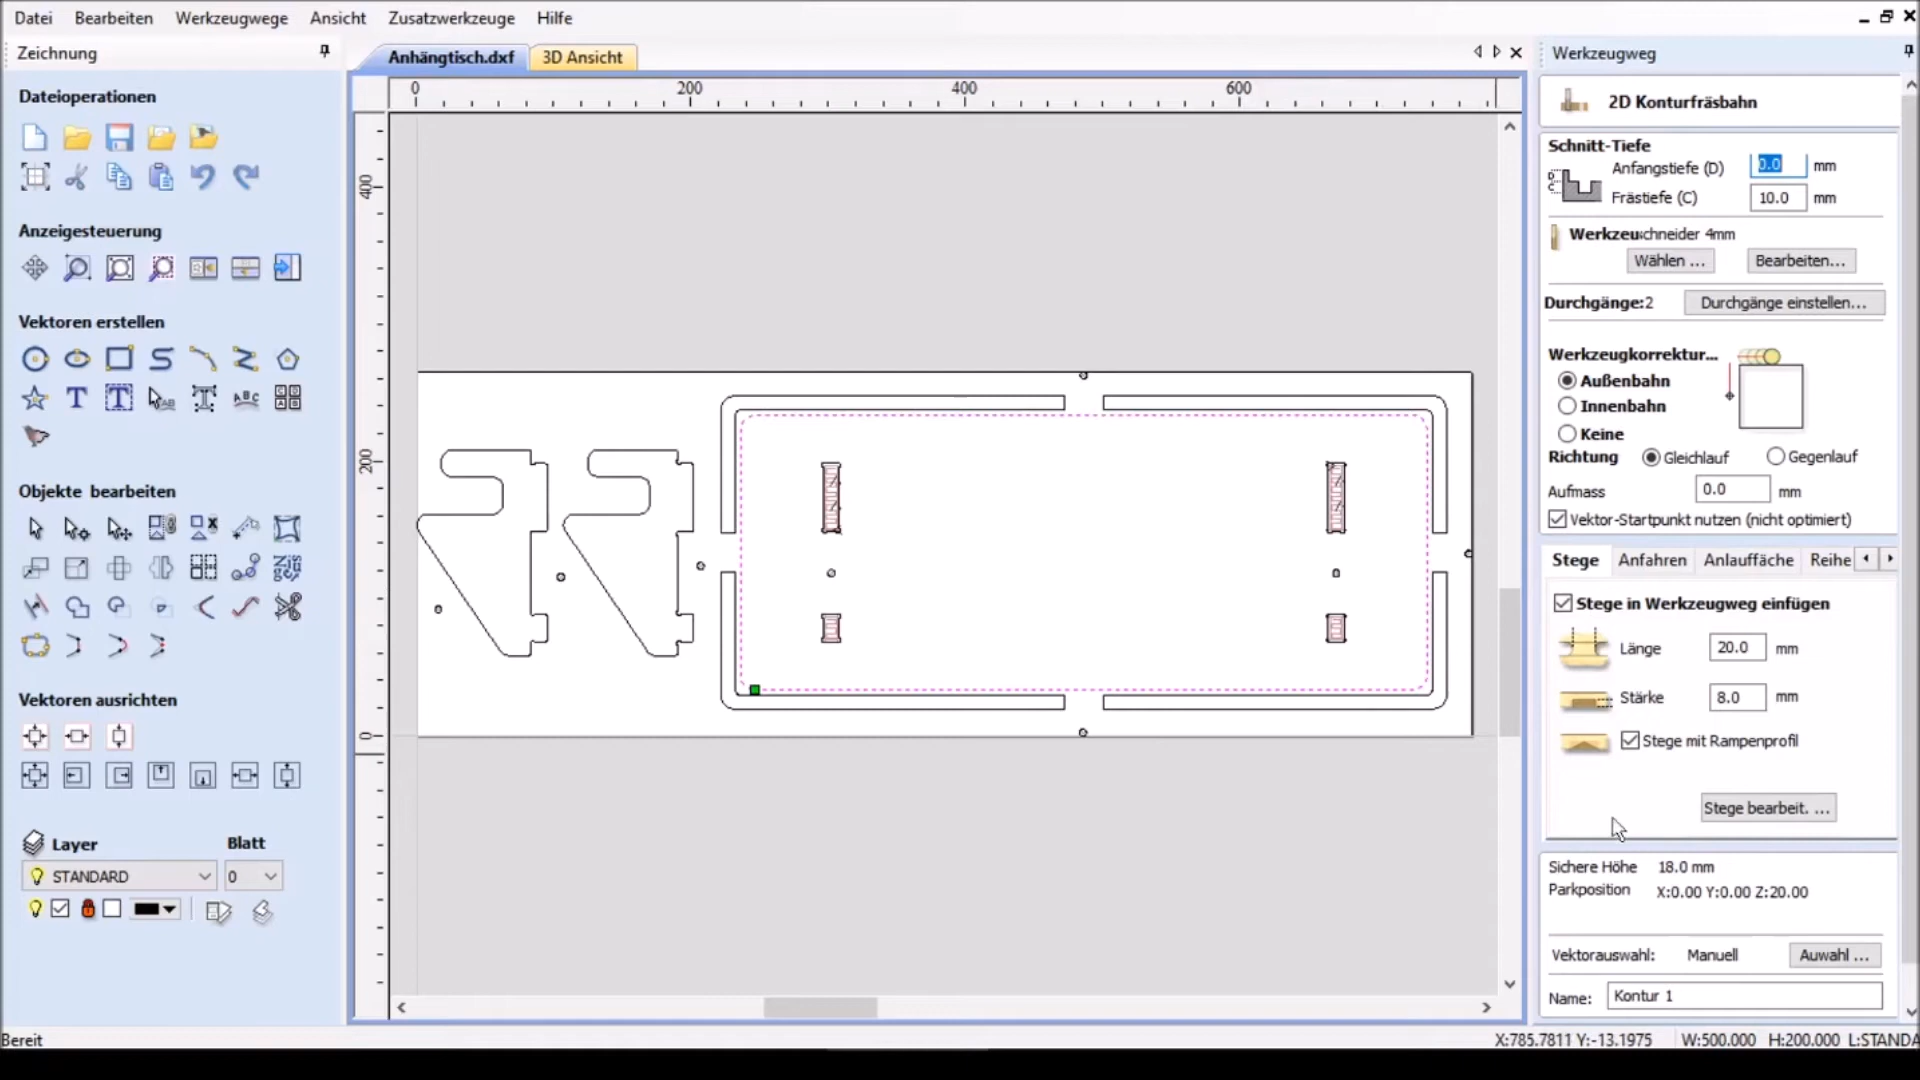 Datei Bearbeiten Werkzeugwege Ansicht Zusatzwerkzeuge Hilfe
Zeichnung
Dateioperationen
Anzeigesteuerung
Vektoren erstellen
Objekte bearbeiten
Vektoren ausrichten
Layer Blatt
STANDARD 0
Anhängtisch.dxf 3D Ansicht
0 200 400 600
400
200
0
Werkzeugweg
2D Konturfräsbahn
Schnitt-Tiefe
Anfangstiefe (D) 0.0 mm
Frästiefe (C) 10.0 mm
Werkzeu chneider 4mm
Wählen ... Bearbeiten...
Durchgänge:2 Durchgänge einstellen...
Werkzeugkorrektur...
Außenbahn
Innenbahn
Keine
Richtung Gleichlauf Gegenlauf
Aufmass 0.0 mm
Vektor-Startpunkt nutzen (nicht optimiert)
Stege Anfahren Anlauffäche Reihe
Stege in Werkzeugweg einfügen
Länge 20.0 mm
Stärke 8.0 mm
Stege mit Rampenprofil
Stege bearbeit. ...
Sichere Höhe 18.0 mm
Parkposition X:0.00 Y:0.00 Z:20.00
Vektorauswahl: Manuell Auwahl ...
Name: Kontur 1
Bereit X:785.7811 Y:-13.1975 W:500.000 H:200.000 L:STANDA